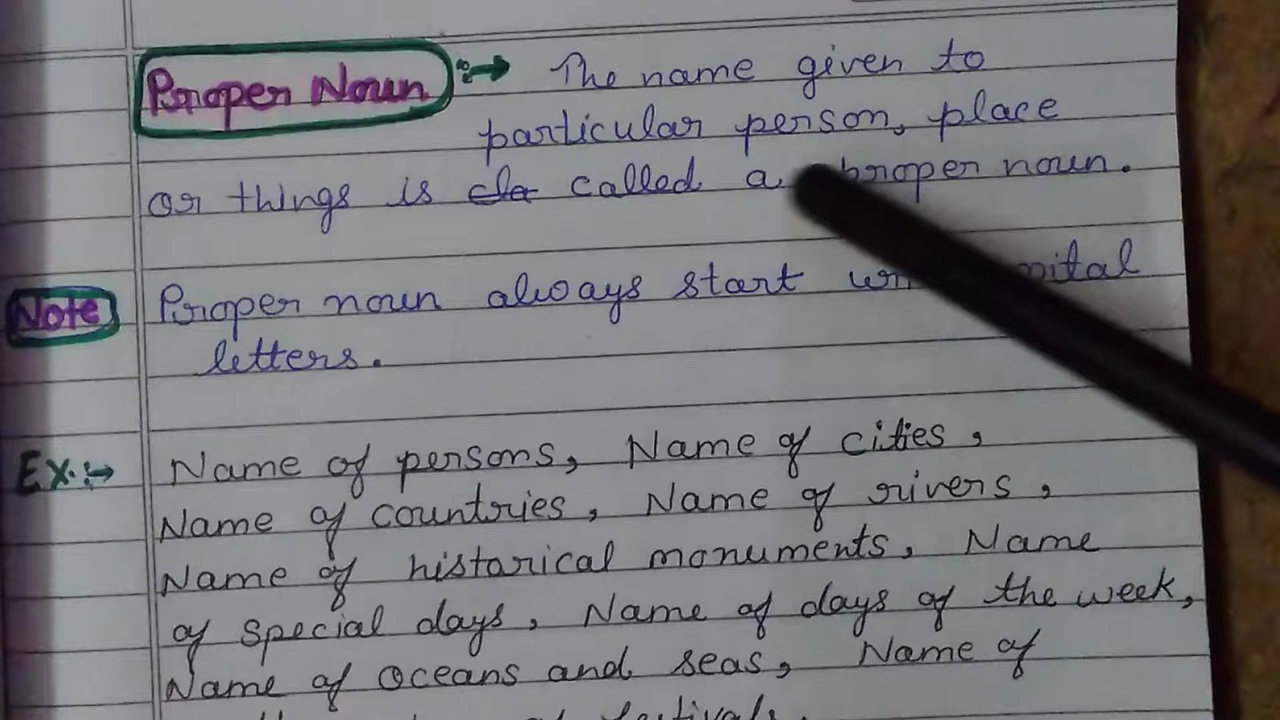 Proper Noun :→ The name given to
particular person, place
or things is cla called a proper noun.
Note Proper noun always start
letters.
Ex.:→ Name of persons, Name of cities,
Name of countries, Name of rivers,
Name of historical monuments, Name
of special days, Name of days of the week,
Name of oceans and seas, Name of
festivals.